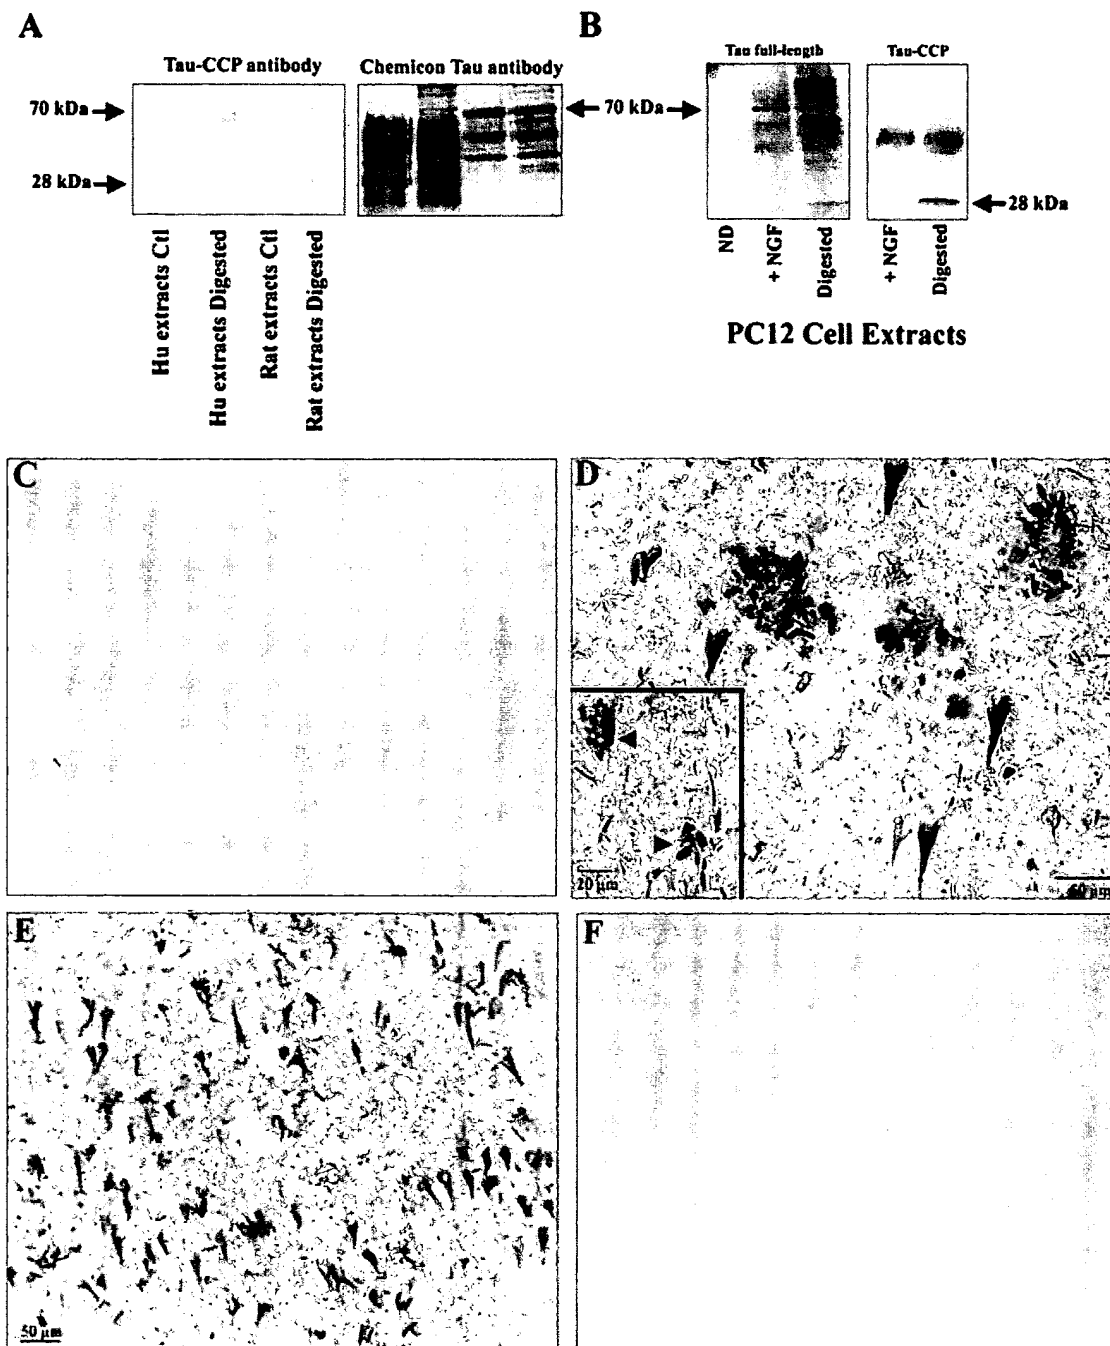 A
B
Tau-CCP antibody
Chemicon Tau antibody
Tau full-length
Tau-CCP
70 kDa
70 kDa
28 kDa
28 kDa
Hu extracts Ctl
Hu extracts Digested
Rat extracts Ctl
Rat extracts Digested
ND
+ NGF
Digested
+ NGF
Digested
PC12 Cell Extracts
C
D
20 µm
E
F
50 µm